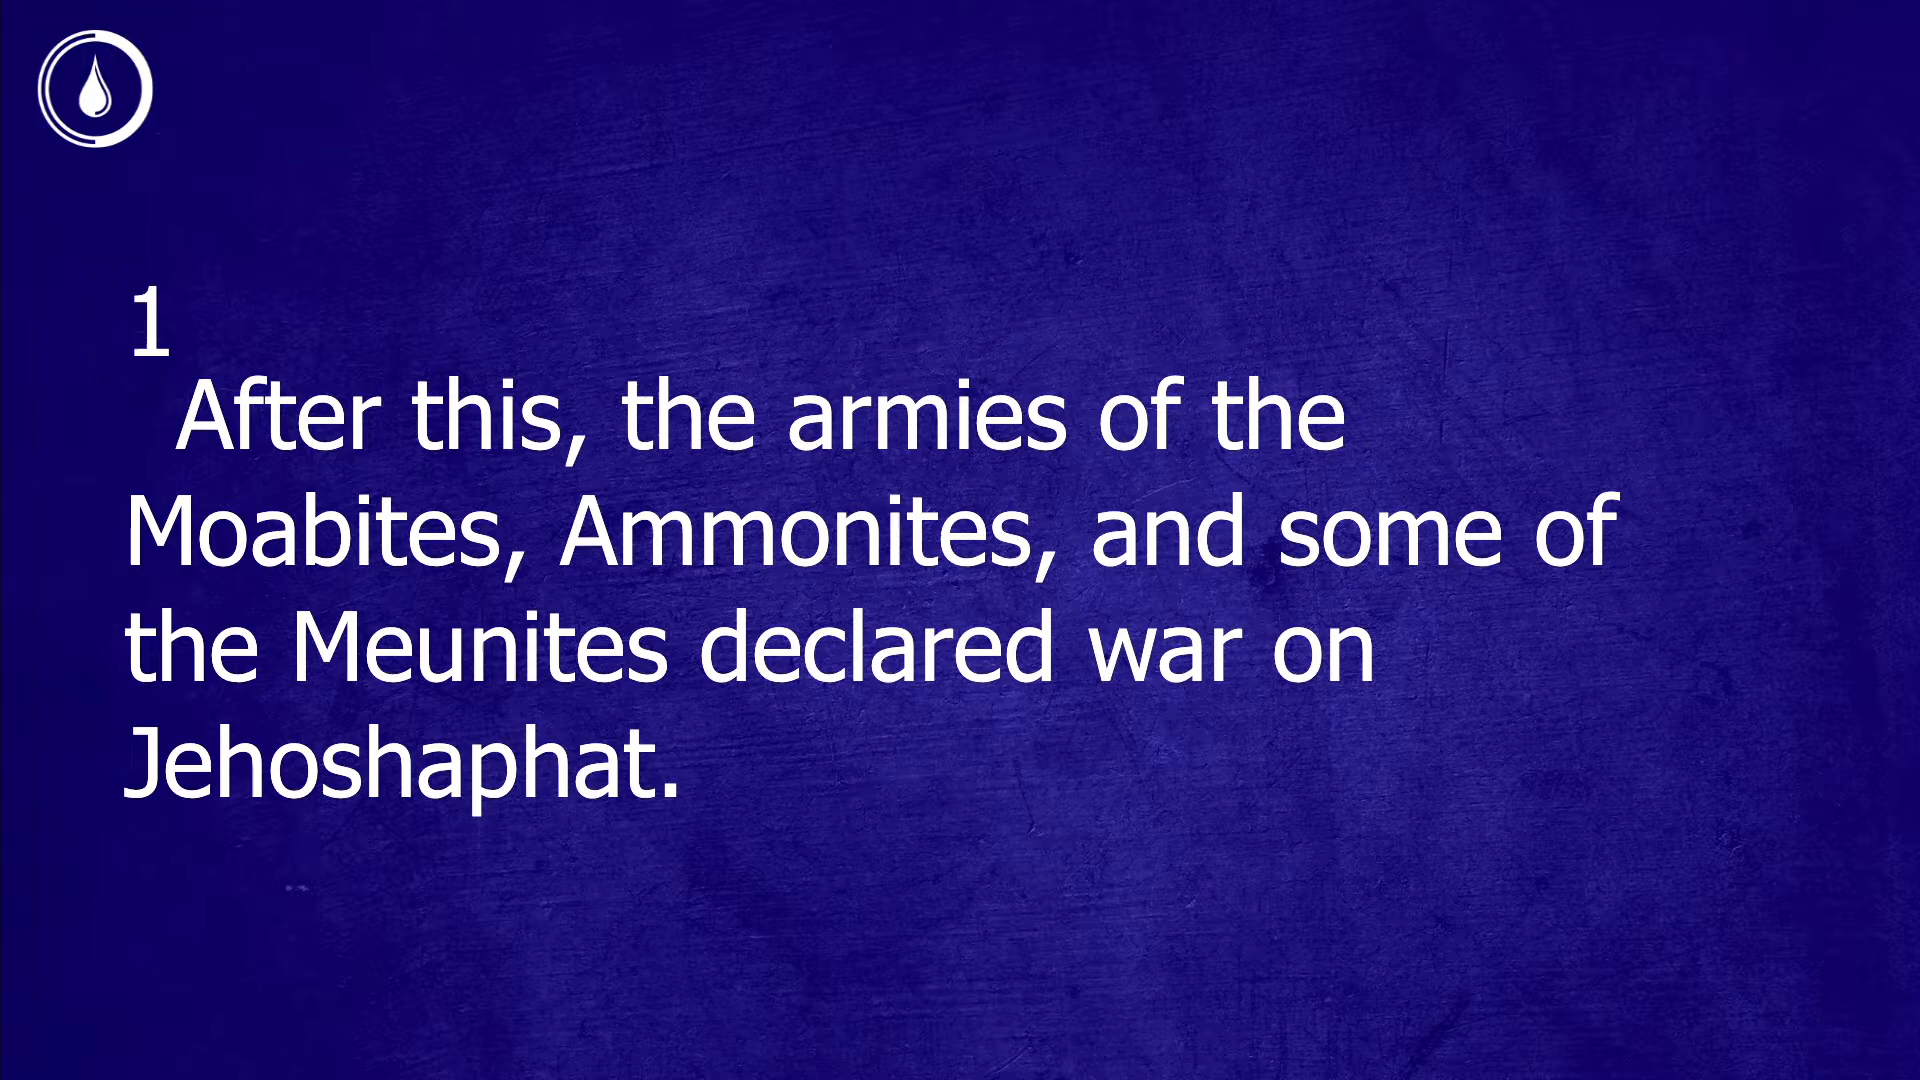 1
After this, the armies of the
Moabites, Ammonites, and some of
the Meunites declared war on
Jehoshaphat.